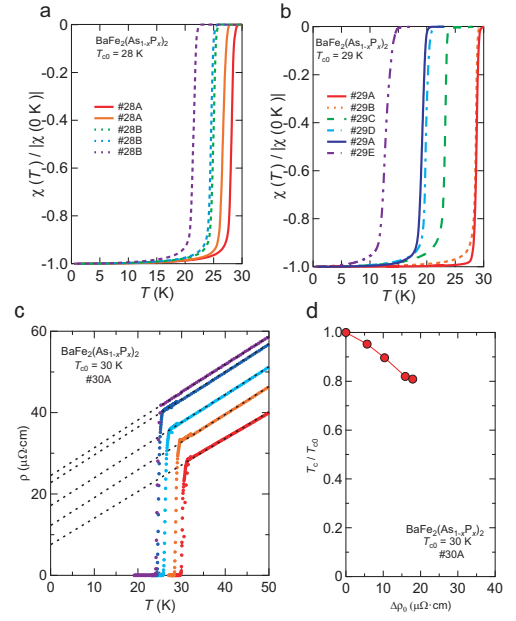 a
BaFe2(As1-xPx)2
Tc0 = 28 K
#28A
#28A
#28B
#28B
#28B
χ (T ) / |χ (0 K )|
0
-0.2
-0.4
-0.6
-0.8
-1.0
0 5 10 15 20 25 30
T (K)
b
BaFe2(As1-xPx)2
Tc0 = 29 K
#29A
#29B
#29C
#29D
#29A
#29E
χ (T ) / |χ (0 K )|
0
-0.2
-0.4
-0.6
-0.8
-1.0
0 5 10 15 20 25 30
T (K)
c
BaFe2(As1-xPx)2
Tc0 = 30 K
#30A
ρ (μΩ·cm)
60
40
20
0
0 10 20 30 40 50
T (K)
d
Tc / Tc0
1.0
0.8
0.6
0.4
0.2
0
BaFe2(As1-xPx)2
Tc0 = 30 K
#30A
0 10 20 30 40
Δρ0 (μΩ·cm)